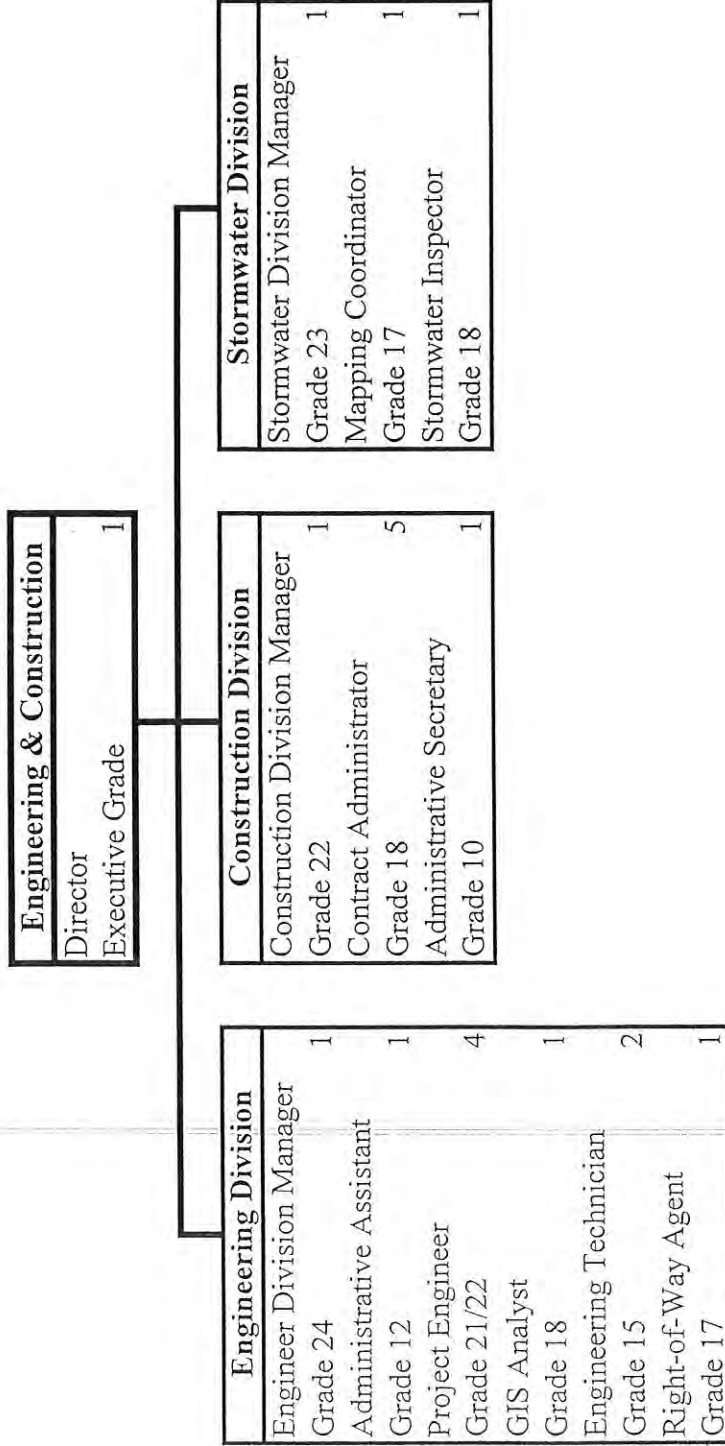 Engineering & Construction
Director
Executive Grade 1
Engineering Division
Engineer Division Manager
Grade 24 1
Administrative Assistant
Grade 12 1
Project Engineer
Grade 21/22 4
GIS Analyst
Grade 18 1
Engineering Technician
Grade 15 2
Right-of-Way Agent
Grade 17 1
Construction Division
Construction Division Manager
Grade 22 1
Contract Administrator
Grade 18 5
Administrative Secretary
Grade 10 1
Stormwater Division
Stormwater Division Manager
Grade 23 1
Mapping Coordinator
Grade 17 1
Stormwater Inspector
Grade 18 1